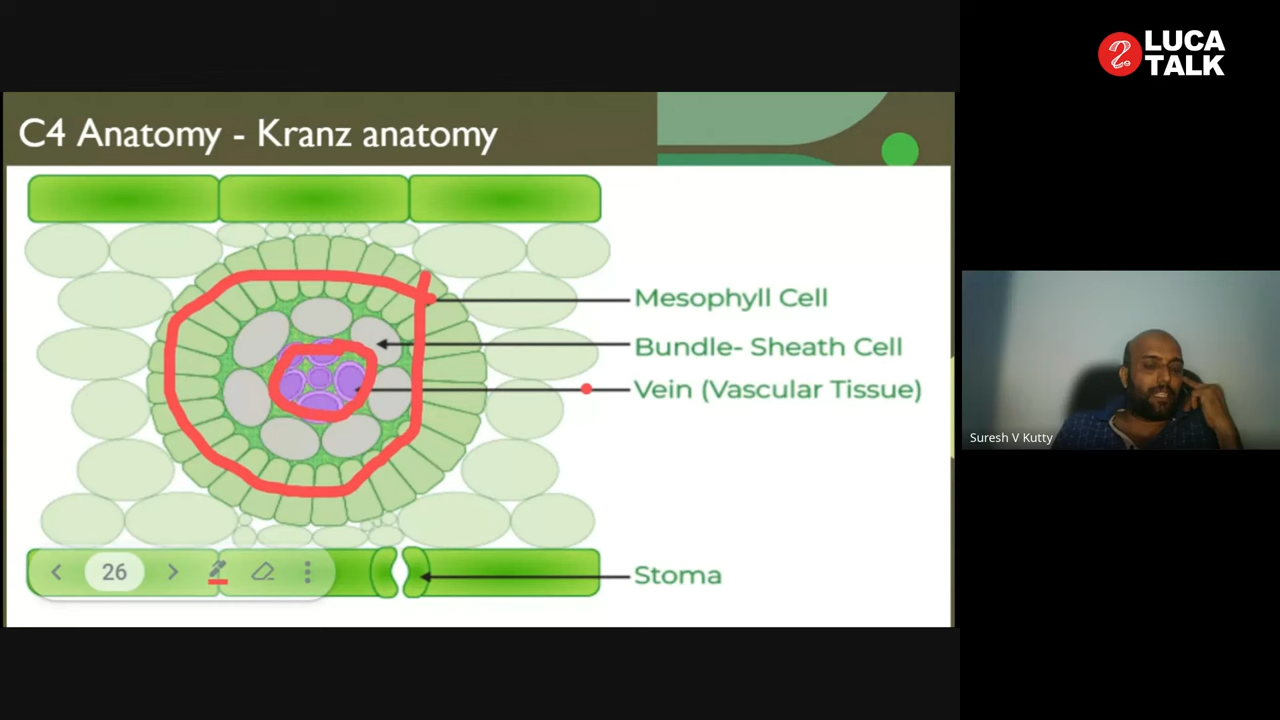 LUCA
TALK
C4 Anatomy - Kranz anatomy
Mesophyll Cell
Bundle- Sheath Cell
Vein (Vascular Tissue)
Stoma
26
Suresh V Kutty